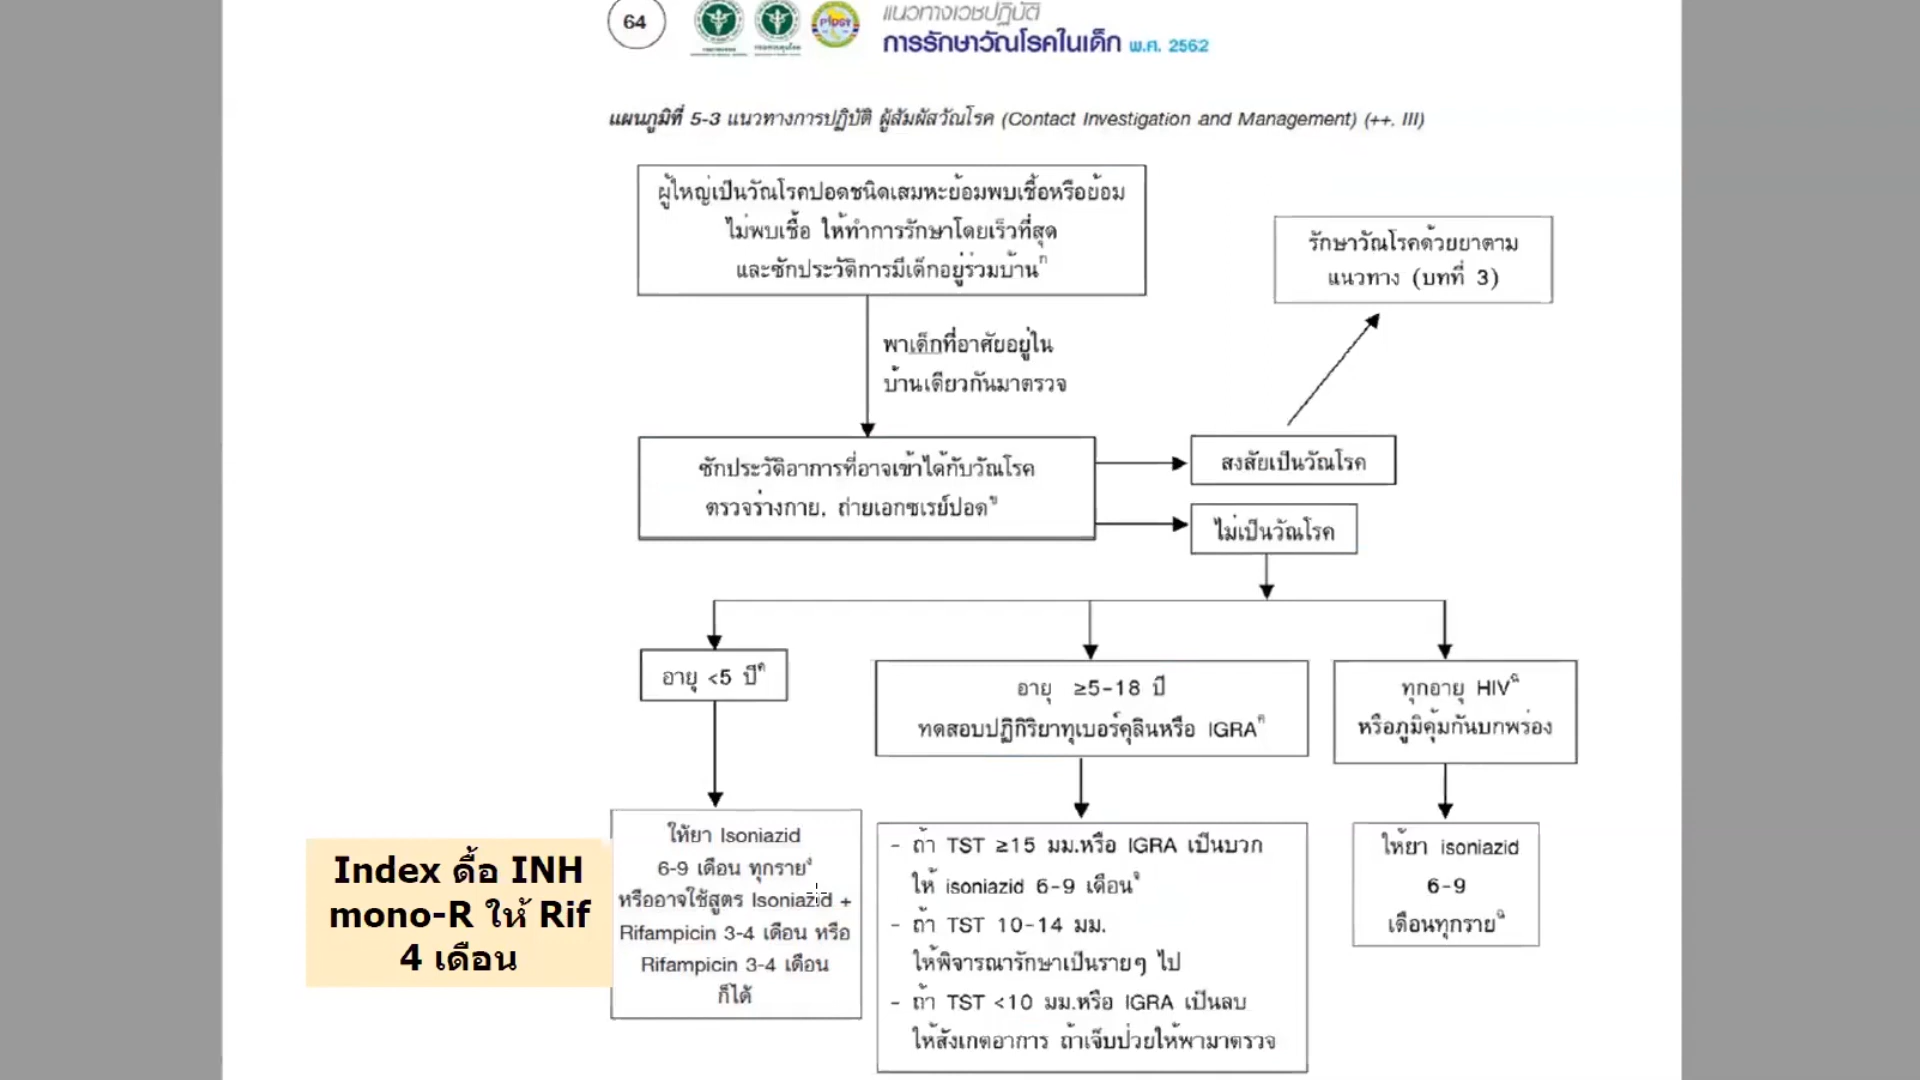 64
PIDST
แนวทางเวชปฏิบัติ
การรักษาวัณโรคในเด็ก พ.ศ. 2562
แผนภูมิที่ 5-3 แนวทางการปฏิบัติ ผู้สัมผัสวัณโรค (Contact Investigation and Management) (++, III)
ผู้ใหญ่เป็นวัณโรคปอดชนิดเสมหะย้อมพบเชื้อหรือย้อม
ไม่พบเชื้อ ให้ทำการรักษาโดยเร็วที่สุด
และซักประวัติการมีเด็กอยู่ร่วมบ้านก
รักษาวัณโรคด้วยยาตาม
แนวทาง (บทที่ 3)
พาเด็กที่อาศัยอยู่ใน
บ้านเดียวกันมาตรวจ
ซักประวัติอาการที่อาจเข้าได้กับวัณโรค
ตรวจร่างกาย, ถ่ายเอกซเรย์ปอดข
สงสัยเป็นวัณโรค
ไม่เป็นวัณโรค
อายุ <5 ปีค
อายุ ≥5-18 ปี
ทดสอบปฏิกิริยาทุเบอร์คุลินหรือ IGRAค
ทุกอายุ HIVฉ
หรือภูมิคุ้มกันบกพร่อง
ให้ยา Isoniazid
6-9 เดือน ทุกรายง
หรืออาจใช้สูตร Isoniazid +
Rifampicin 3-4 เดือน หรือ
Rifampicin 3-4 เดือน
ก็ได้
- ถ้า TST ≥15 มม.หรือ IGRA เป็นบวก
ให้ isoniazid 6-9 เดือนจ
- ถ้า TST 10-14 มม.
ให้พิจารณารักษาเป็นรายๆ ไป
- ถ้า TST <10 มม.หรือ IGRA เป็นลบ
ให้สังเกตอาการ ถ้าเจ็บป่วยให้พามาตรวจ
ให้ยา isoniazid
6-9
เดือนทุกรายฉ
Index ดื้อ INH
mono-R ให้ Rif
4 เดือน